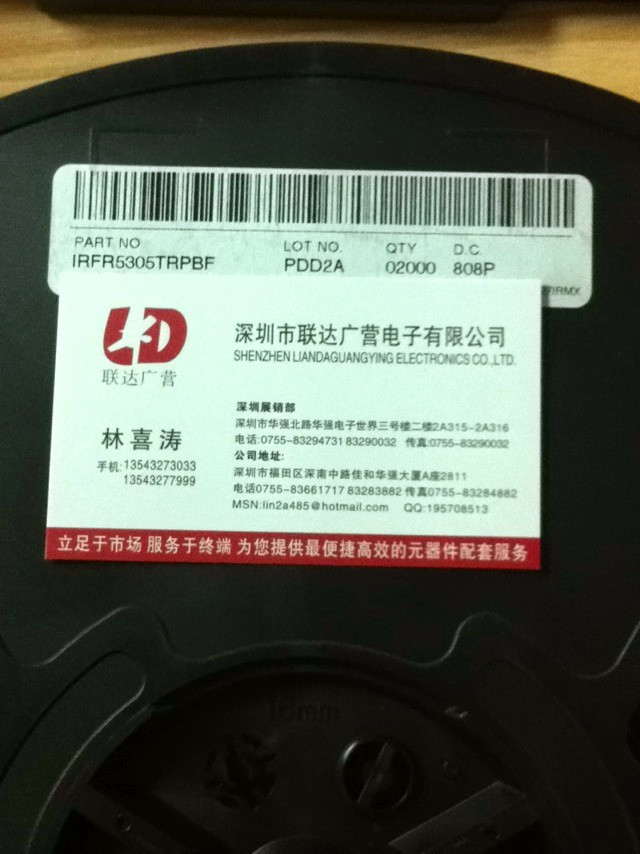 PART NO LOT NO. QTY D.C.
IRFR5305TRPBF PDD2A 02000 808P
联达广营
深圳市联达广营电子有限公司
SHENZHEN LIANDAGUANGYING ELECTRONICS CO.,LTD.
林喜涛
手机:13543273033
13543277999
深圳展销部
深圳市华强北路华强电子世界三号楼二楼2A315-2A316
电话:0755-83294731 83290032 传真:0755-83290032
公司地址:
深圳市福田区深南中路佳和华强大厦A座2811
电话0755-83661717 83283882 传真0755-83284882
MSN:lin2a485@hotmail.com QQ:195708513
立足于市场 服务于终端 为您提供最便捷高效的元器件配套服务
16mm